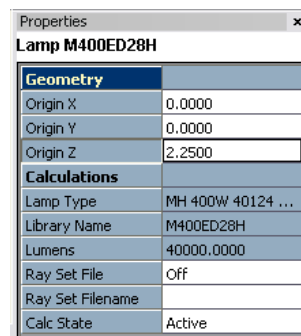 Properties
Lamp M400ED28H
Geometry
Origin X 0.0000
Origin Y 0.0000
Origin Z 2.2500
Calculations
Lamp Type MH 400W 40124 ...
Library Name M400ED28H
Lumens 40000.0000
Ray Set File Off
Ray Set Filename
Calc State Active